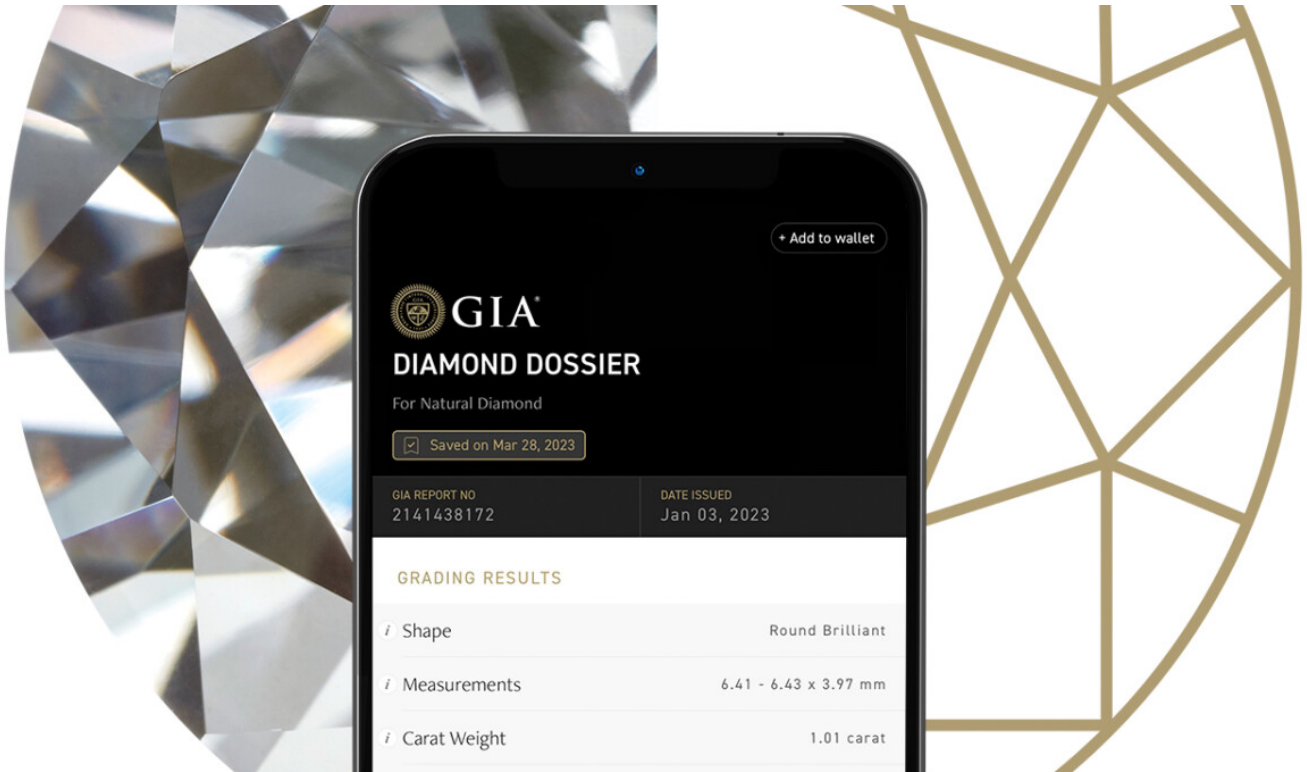 + Add to wallet
GIA®
DIAMOND DOSSIER
For Natural Diamond
Saved on Mar 28, 2023
GIA REPORT NO
2141438172
DATE ISSUED
Jan 03, 2023
GRADING RESULTS
i Shape Round Brilliant
i Measurements 6.41 - 6.43 x 3.97 mm
i Carat Weight 1.01 carat